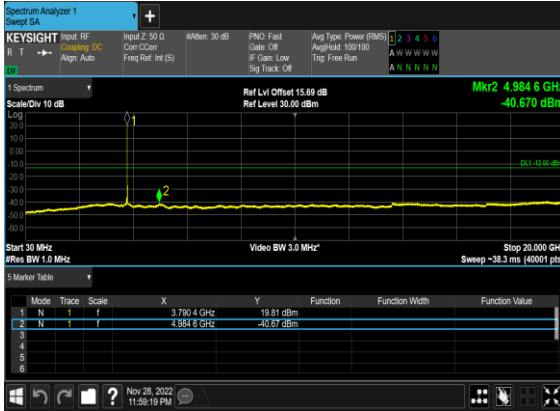 Spectrum Analyzer 1
Swept SA
+
KEYSIGHT Input: RF Input Z: 50 Ω #Atten: 30 dB PNO: Fast Avg Type: Power (RMS) 1 2 3 4 5 6
R T Coupling: DC Corr CCorr Gate: Off Avg|Hold: 100/100 A W W W W W
Align: Auto Freq Ref: Int (S) IF Gain: Low Trig: Free Run
Sig Track: Off A N N N N N
1 Spectrum
Scale/Div 10 dB
Ref Lvl Offset 15.69 dB
Ref Level 30.00 dBm
Mkr2 4.984 6 GHz
-40.670 dBm
Log
20.0
10.0
0.00
-10.0
-20.0
-30.0
-40.0
-50.0
-60.0
1
2
DL1 -13.00 dBm
Start 30 MHz Video BW 3.0 MHz* Stop 20.000 GHz
#Res BW 1.0 MHz Sweep ~38.3 ms (40001 pts)
5 Marker Table
Mode Trace Scale X Y Function Function Width Function Value
1 N 1 f 3.790 4 GHz 19.81 dBm
2 N 1 f 4.984 6 GHz -40.67 dBm
3
4
5
6
?
Nov 28, 2022
11:59:19 PM